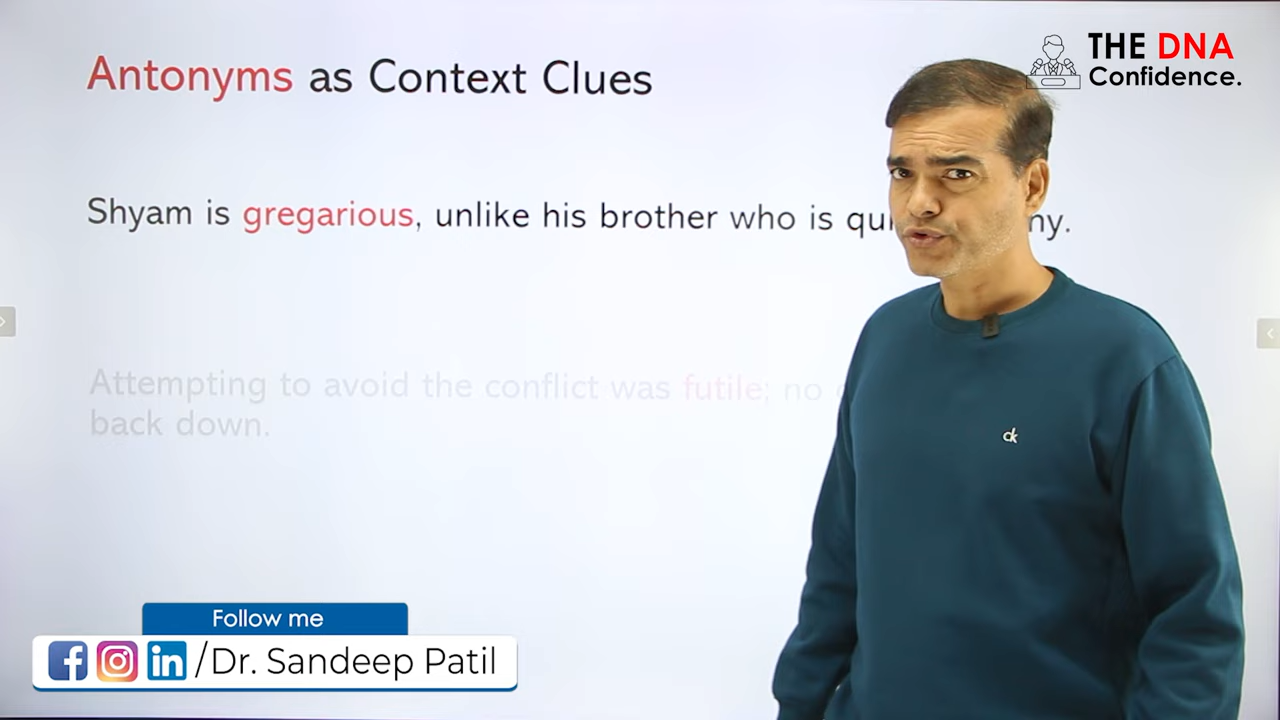 THE DNA
Confidence.
Antonyms as Context Clues
Shyam is gregarious, unlike his brother who is
Attempting to avoid the conflict was futile; no
back down.
dk
Follow me
/Dr. Sandeep Patil